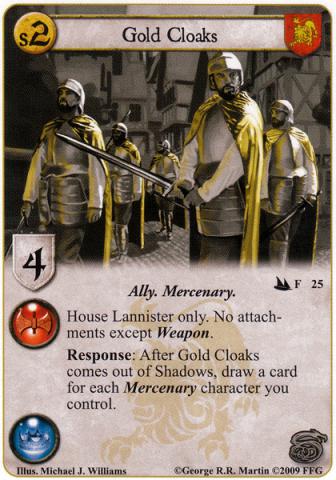 s2
Gold Cloaks
4
F 25
Ally. Mercenary.
House Lannister only. No attach-
ments except Weapon.
Response: After Gold Cloaks
comes out of Shadows, draw a card
for each Mercenary character you
control.
Illus. Michael J. Williams
©George R.R. Martin ©2009 FFG